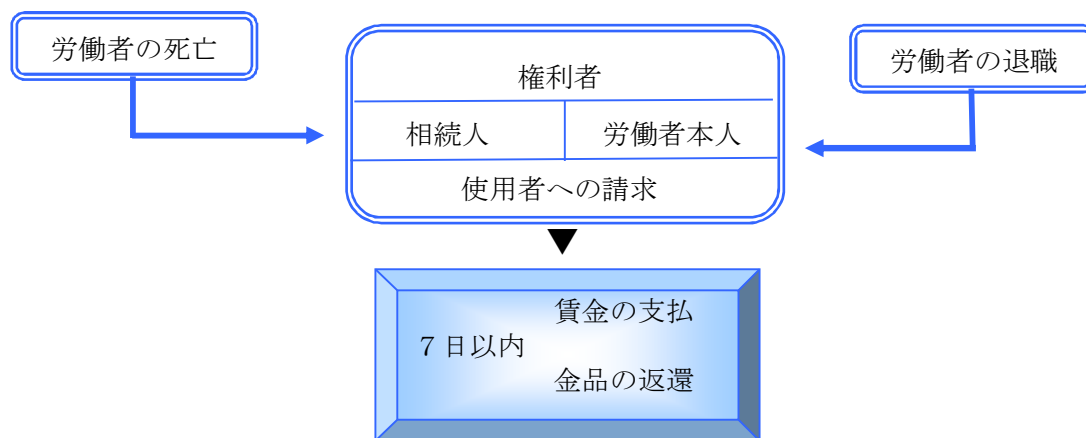 労働者の死亡
労働者の退職
権利者
相続人
労働者本人
使用者への請求
7日以内
賃金の支払
金品の返還